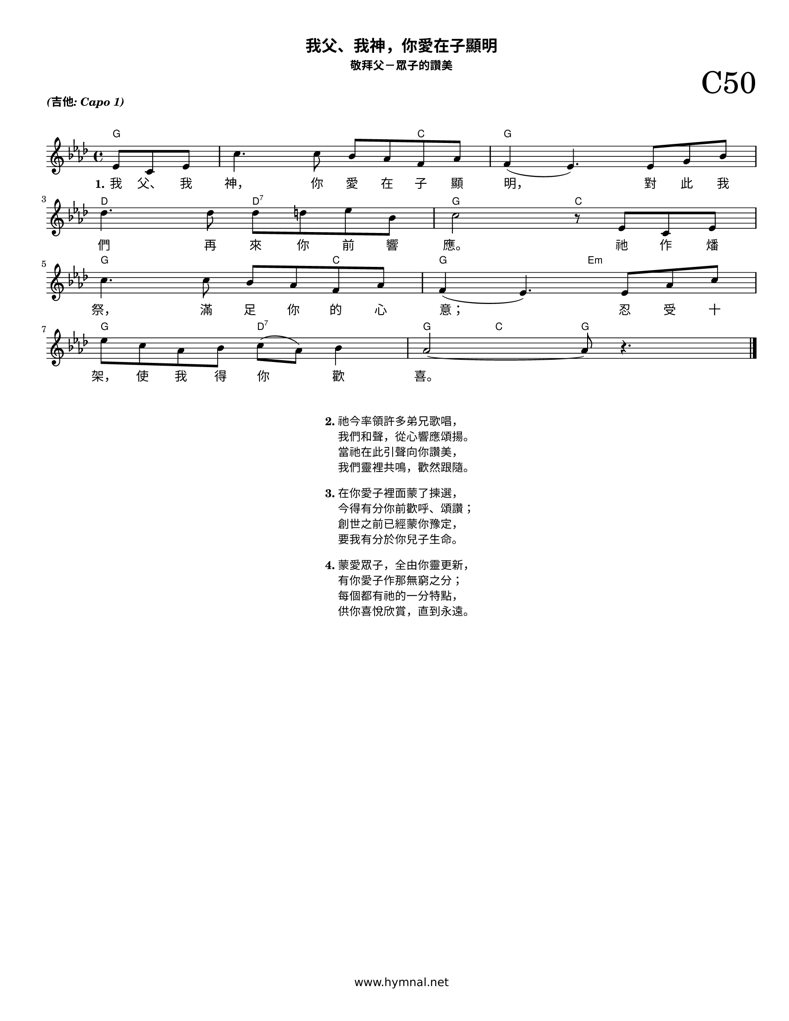 我父、我神，你愛在子顯明
敬拜父－眾子的讚美
C50
(吉他: Capo 1)
G C G
1. 我 父、 我 神， 你 愛 在 子 顯 明， 對 此 我
3
D D7 G C
們 再 來 你 前 響 應。 祂 作 燔
5
G C G Em
祭， 滿 足 你 的 心 意； 忍 受 十
7
G D7 G C G
架， 使 我 得 你 歡 喜。
2. 祂今率領許多弟兄歌唱，
我們和聲，從心響應頌揚。
當祂在此引聲向你讚美，
我們靈裡共鳴，歡然跟隨。
3. 在你愛子裡面蒙了揀選，
今得有分你前歡呼、頌讚；
創世之前已經蒙你豫定，
要我有分於你兒子生命。
4. 蒙愛眾子，全由你靈更新，
有你愛子作那無窮之分；
每個都有祂的一分特點，
供你喜悅欣賞，直到永遠。
www.hymnal.net